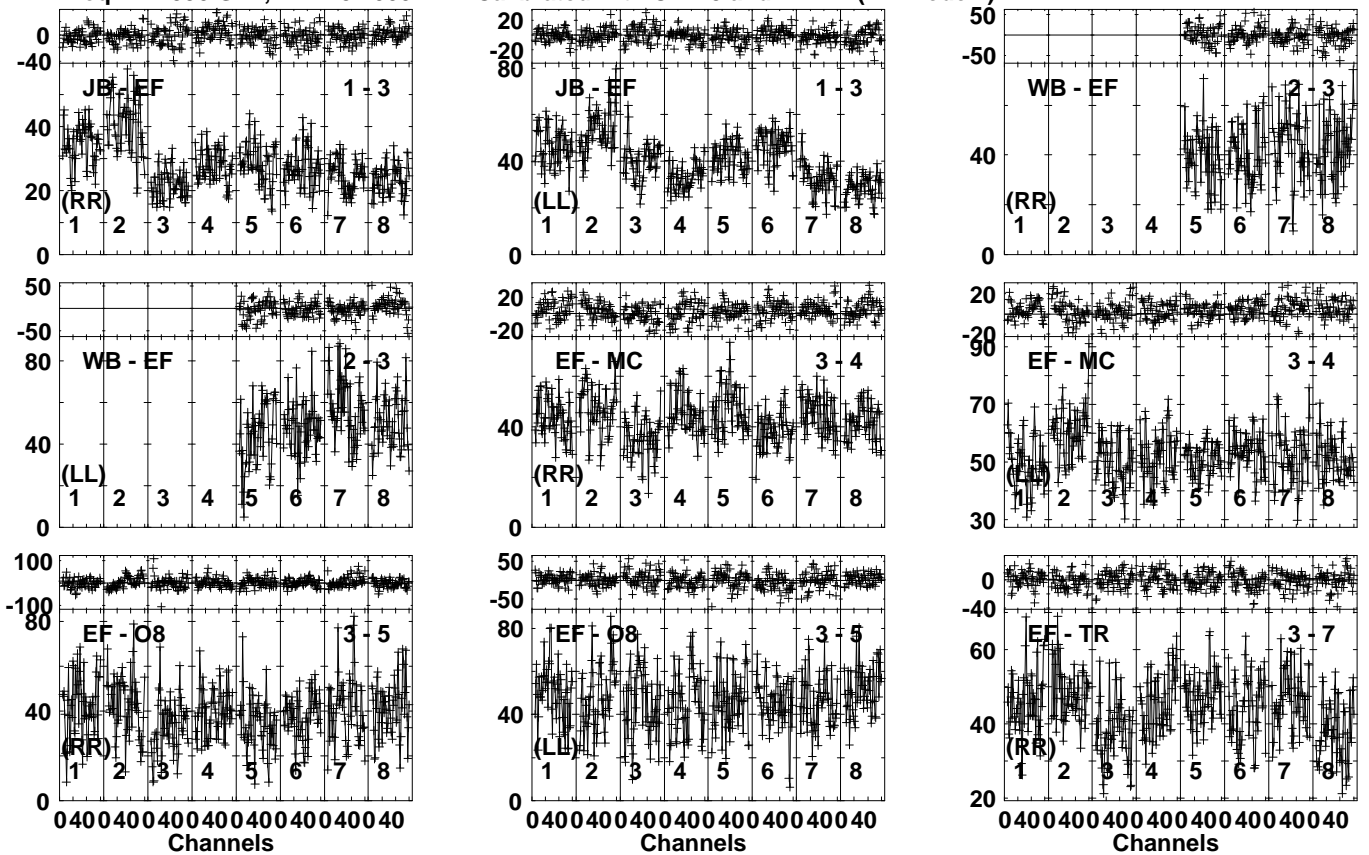 0 20 50
-40 -20 -50
JB - EF 1 - 3 80 JB - EF 1 - 3 WB - EF 2 - 3
40 40 40
20
(RR) (LL) (RR)
1 2 3 4 5 6 7 8 1 2 3 4 5 6 7 8 1 2 3 4 5 6 7 8
0 0 0
50 20 20
-50 -20 -20
80 WB - EF 2 - 3 EF - MC 3 - 4 90 EF - MC 3 - 4
70
40 40 50
(LL) (RR) (LL)
1 2 3 4 5 6 7 8 1 2 3 4 5 6 7 8 1 2 3 4 5 6 7 8
0 0 30
100 50 0
-100 -50 -40
80 EF - O8 3 - 5 80 EF - O8 3 - 5 60 EF - TR 3 - 7
40 40 40
(RR) (LL) (RR)
1 2 3 4 5 6 7 8 1 2 3 4 5 6 7 8 1 2 3 4 5 6 7 8
0 0 20
0 40 0 40 0 40 0 40 0 40 0 40 0 40 0 40 0 40 0 40 0 40 0 40 0 40 0 40 0 40 0 40 0 40 0 40 0 40 0 40 0 40 0 40 0 40 0 40
Channels Channels Channels